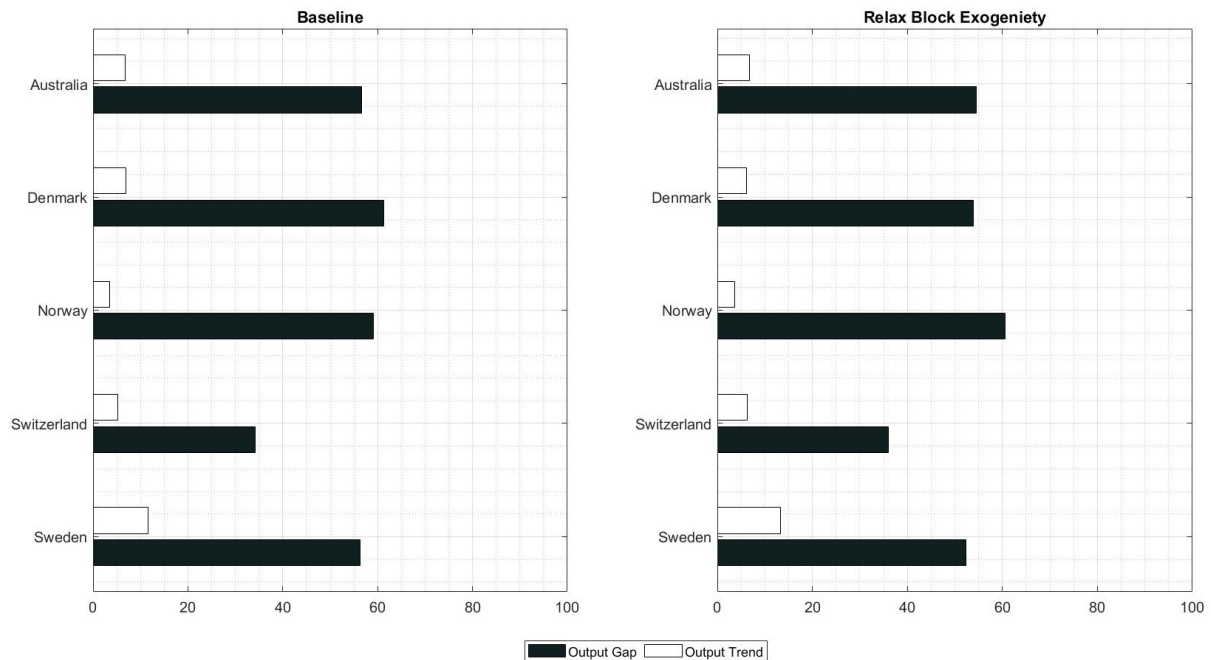 Baseline
Australia
Denmark
Norway
Switzerland
Sweden
0 20 40 60 80 100
Relax Block Exogeniety
Australia
Denmark
Norway
Switzerland
Sweden
0 20 40 60 80 100
Output Gap Output Trend